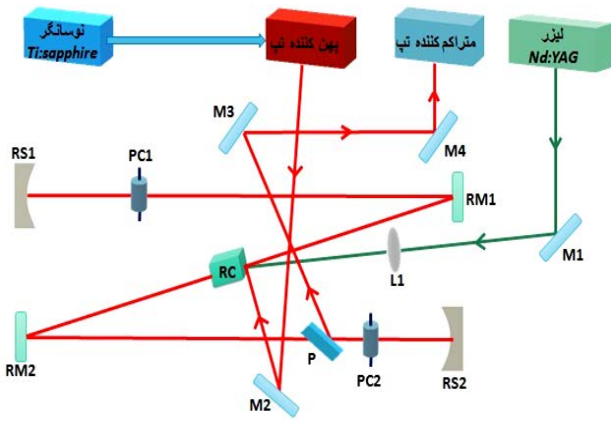 نوسانگر
Ti:sapphire
پهن کننده تپ
متراکم کننده تپ
لیزر
Nd:YAG
M3
M4
RS1
PC1
RM1
M1
L1
RC
RM2
P
PC2
RS2
M2